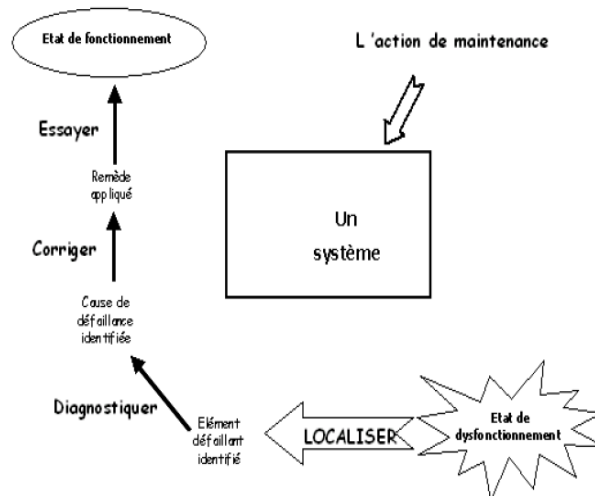 Etat de fonctionnement
L 'action de maintenance
Essayer
Remède
appliqué
Un
système
Corriger
Cause de
défaillance
identifiée
Diagnostiquer
Elément
défaillant
identifié
LOCALISER
Etat de
dysfonctionnement